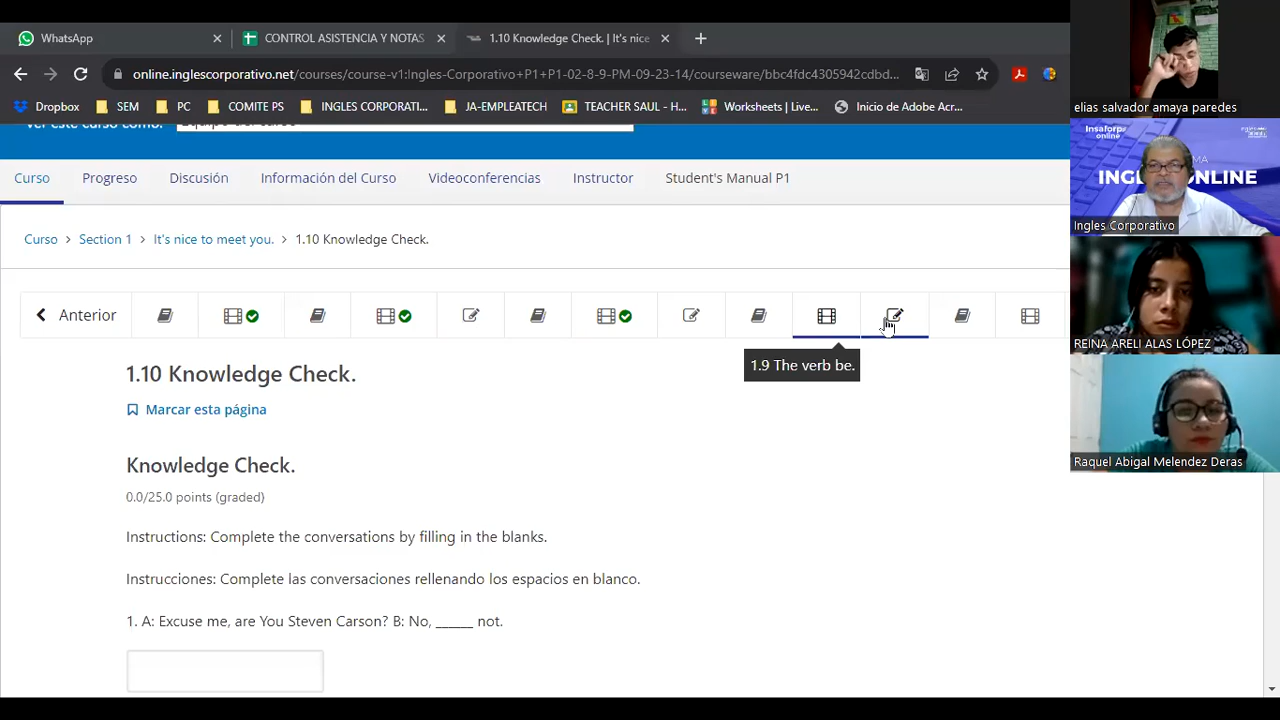 WhatsApp
CONTROL ASISTENCIA Y NOTAS
1.10 Knowledge Check. | It's nice
online.inglescorporativo.net/courses/course-v1:Ingles-Corpora
+P1+P1-02-8-9-PM-09-23-14/courseware/
Dropbox SEM PC COMITE PS INGLES CORPORATI... JA-EMPLEATECH TEACHER SAUL - H... Worksheets | Live... Inicio de Adobe Acr...
Ver este curso como:
Curso Progreso Discusión Información del Curso Videoconferencias Instructor Student's Manual P1
Curso > Section 1 > It's nice to meet you. > 1.10 Knowledge Check.
Anterior
1.9 The verb be.
1.10 Knowledge Check.
Marcar esta página
Knowledge Check.
0.0/25.0 points (graded)
Instructions: Complete the conversations by filling in the blanks.
Instrucciones: Complete las conversaciones rellenando los espacios en blanco.
1. A: Excuse me, are You Steven Carson? B: No, ______ not.
elias salvador amaya paredes
Insaforp
online
Ingles Corporativo
REINA ARELI ALAS LÓPEZ
Raquel Abigal Melendez Deras